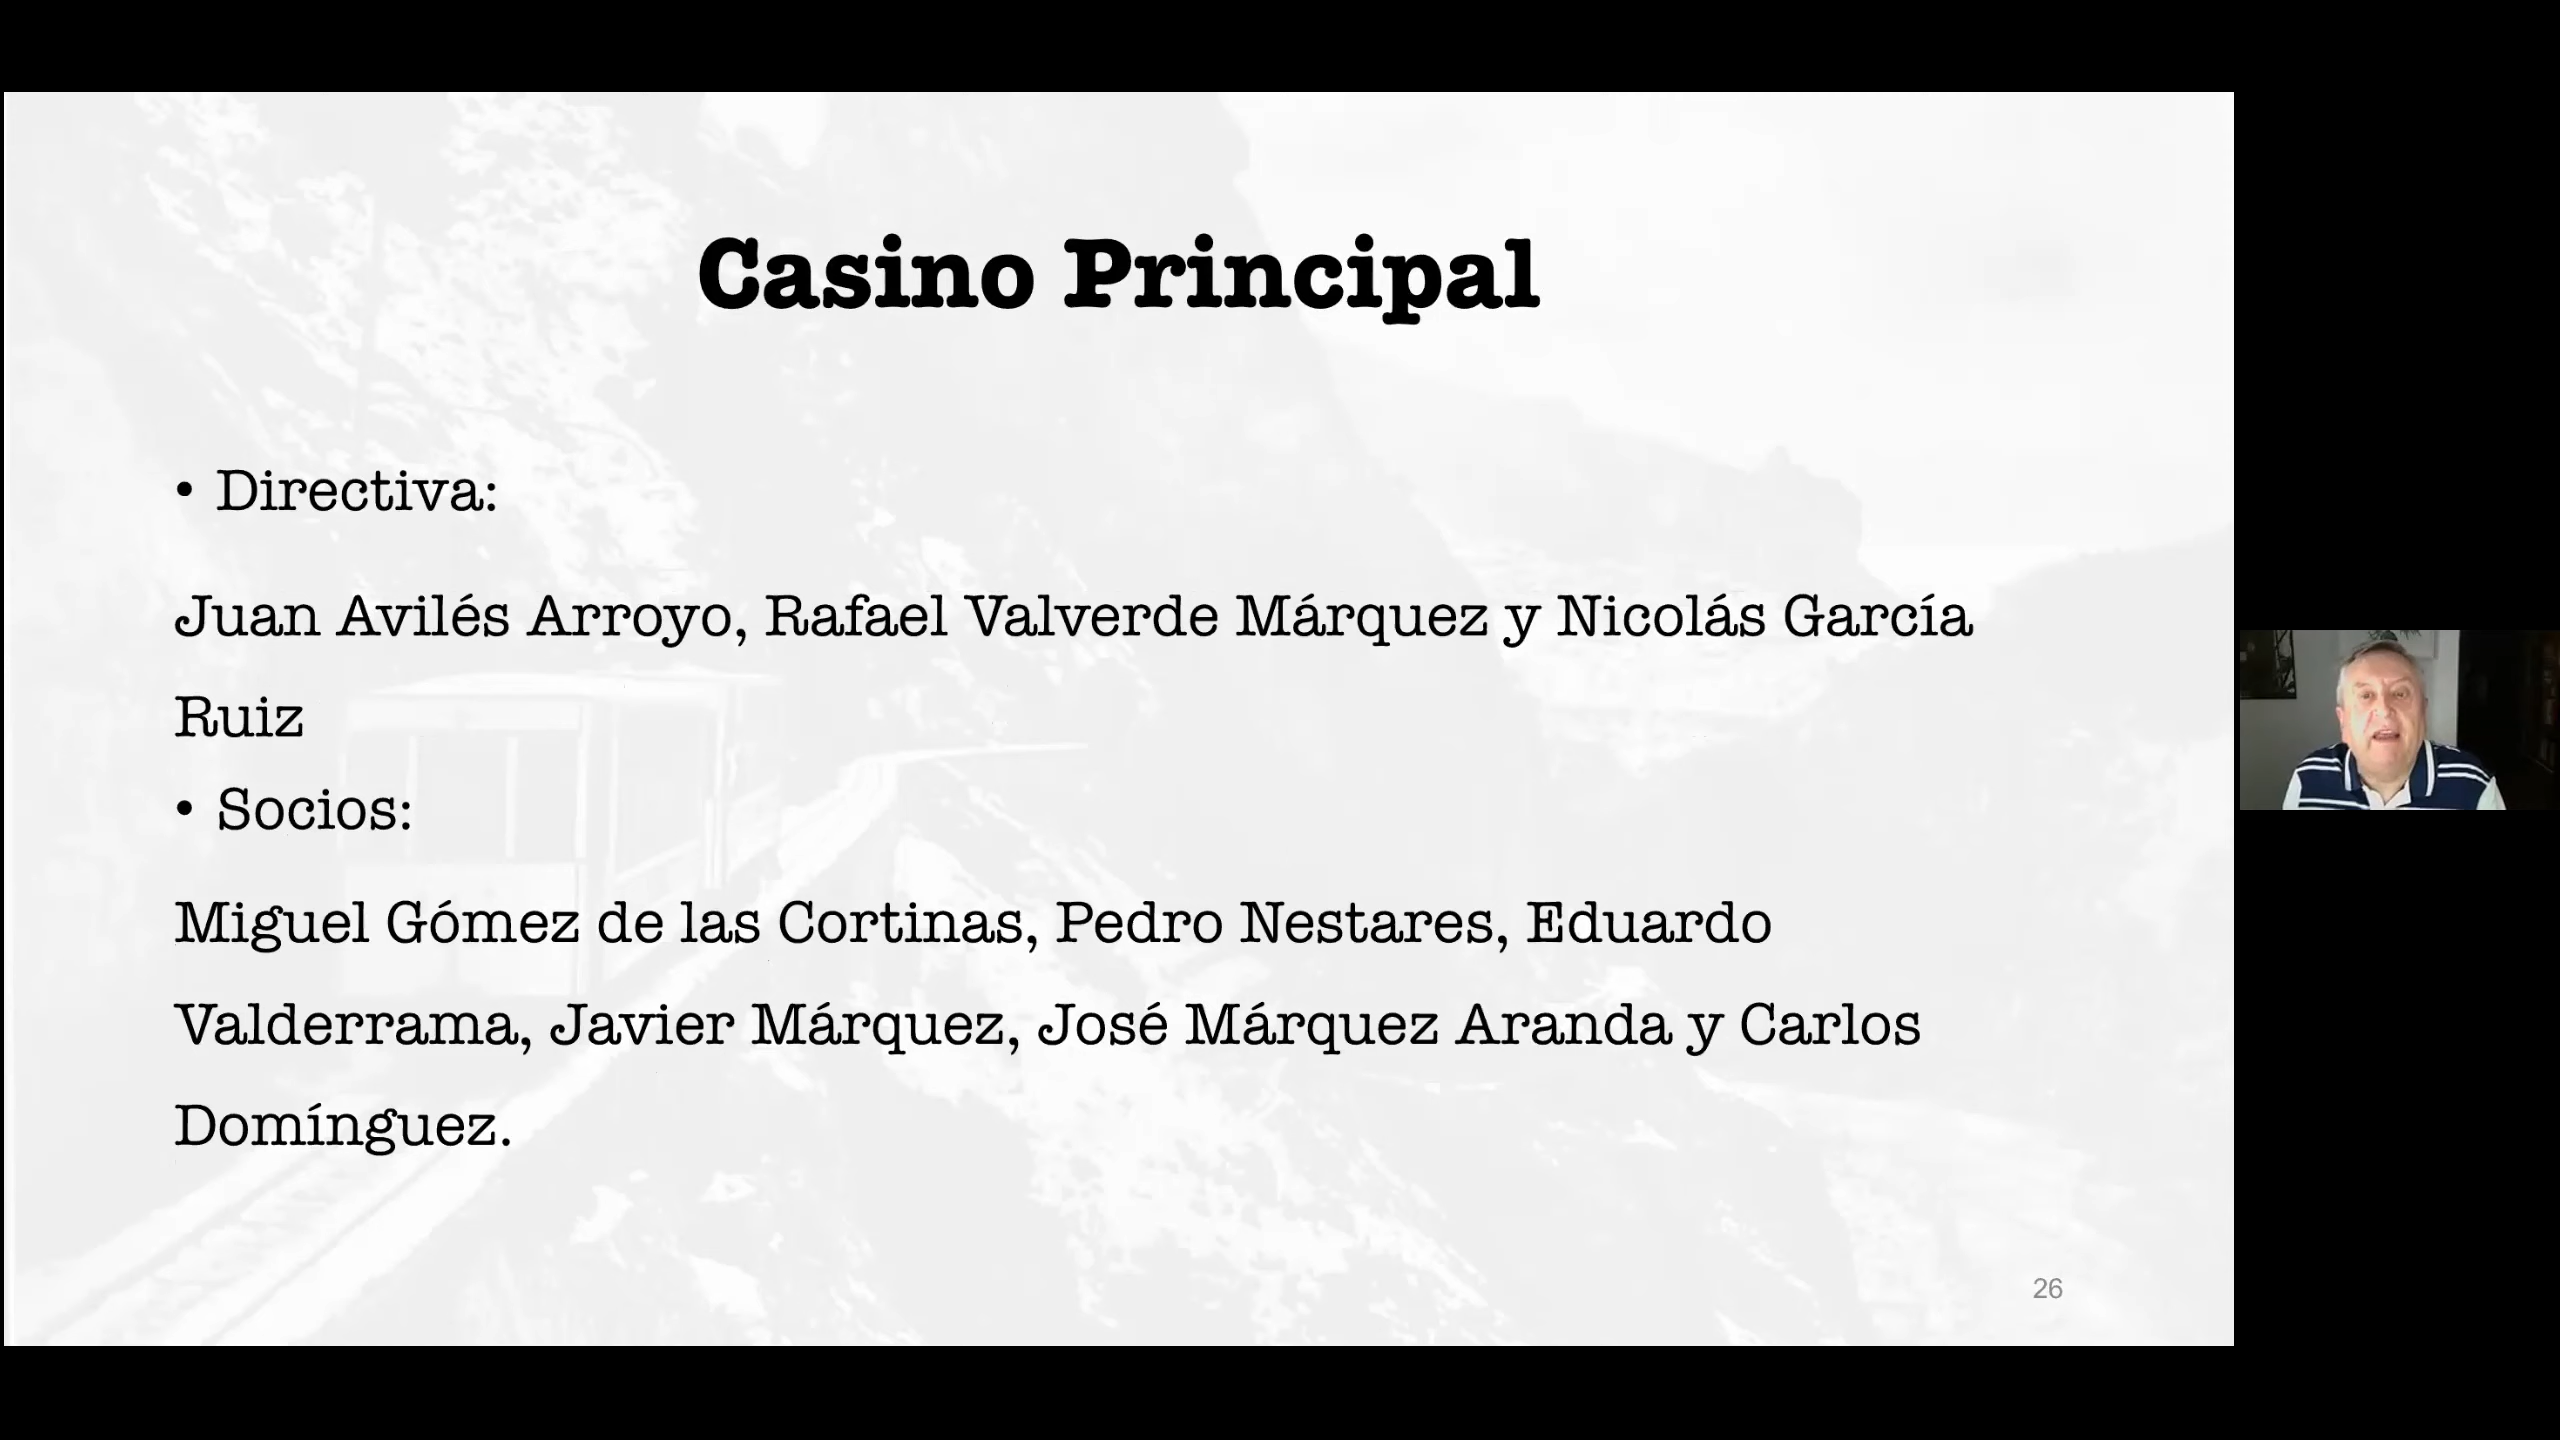 Casino Principal
• Directiva:
Juan Avilés Arroyo, Rafael Valverde Márquez y Nicolás García
Ruiz
• Socios:
Miguel Gómez de las Cortinas, Pedro Nestares, Eduardo
Valderrama, Javier Márquez, José Márquez Aranda y Carlos
Domínguez.
26